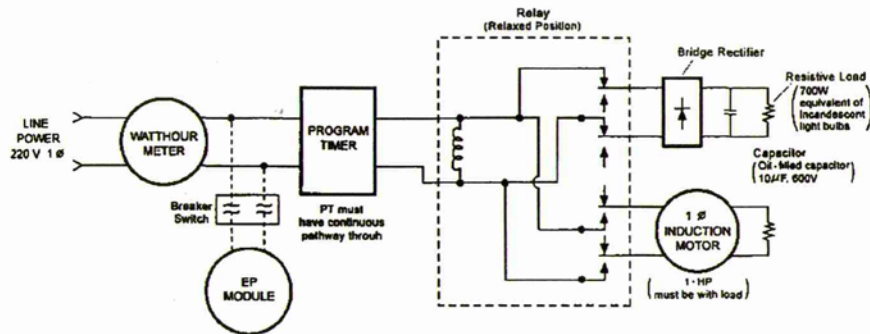 Relay
(Relaxed Position)
Bridge Rectifier
Resistive Load
(700W
equivalent of
Incandescent
light bulbs)
LINE
POWER
220 V 1 ø
WATTHOUR
METER
PROGRAM
TIMER
Capacitor
(Oil-filled capacitor
10µF, 600V)
Breaker
Switch
PT must
have continuous
pathway throuh
1 Ø
INDUCTION
MOTOR
EP
MODULE
(1-HP
must be with load)